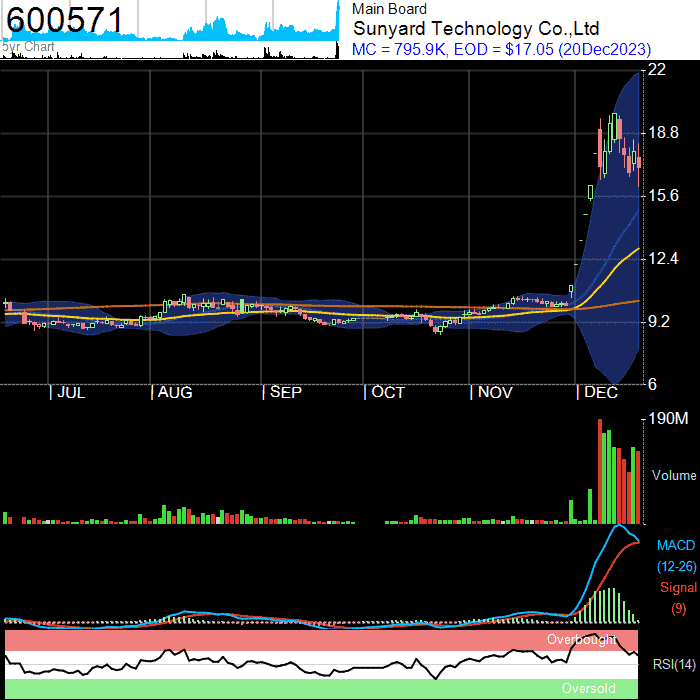 600571
5yr Chart
Main Board
Sunyard Technology Co.,Ltd
MC = 795.9K, EOD = $17.05 (20Dec2023)
22
18.8
15.6
12.4
9.2
6
JUL AUG SEP OCT NOV DEC
190M
Volume
MACD
(12-26)
Signal
(9)
Overbought
RSI(14)
Oversold